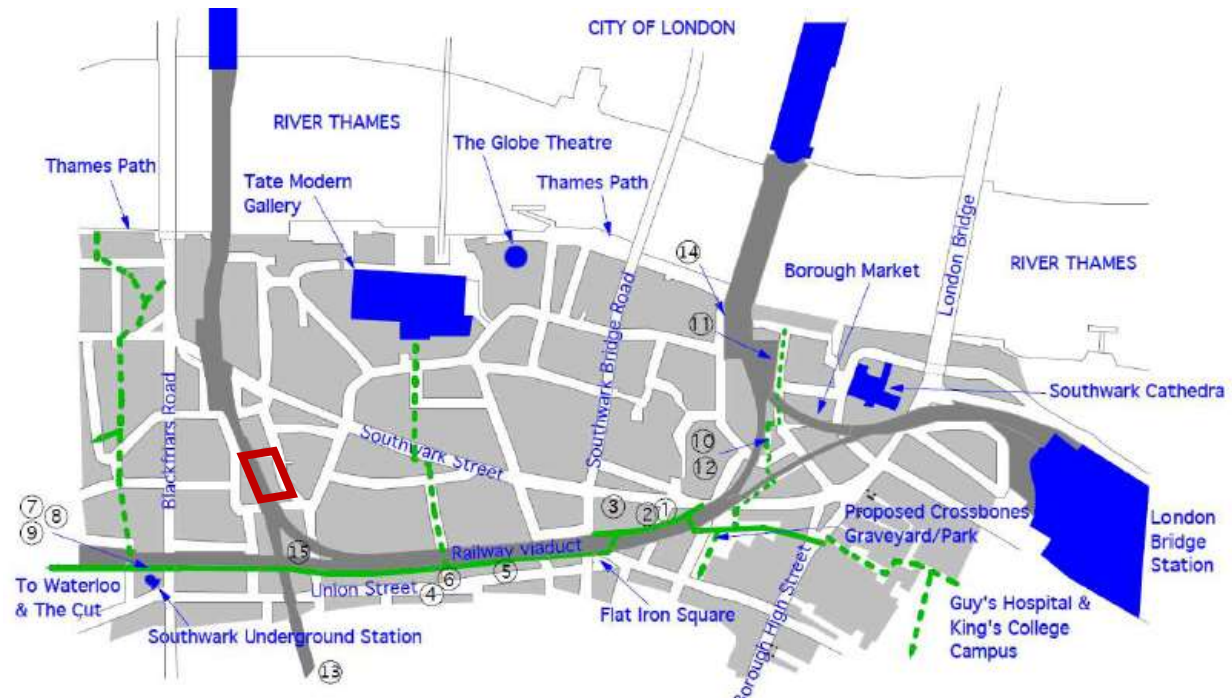 CITY OF LONDON
RIVER THAMES
The Globe Theatre
Thames Path
Tate Modern
Gallery
Thames Path
London Bridge
14
Borough Market
RIVER THAMES
11
Southwark Bridge Road
Southwark Cathedra
Blackfriars Road
Southwark Street
10
12
7
8
9
3
2
1
Proposed Crossbones
Graveyard/Park
London
Bridge
Station
15
Railway Viaduct
To Waterloo
& The Cut
Union Street
6
5
4
Flat Iron Square
Guy's Hospital &
King's College
Campus
Southwark Underground Station
Borough High Street
13